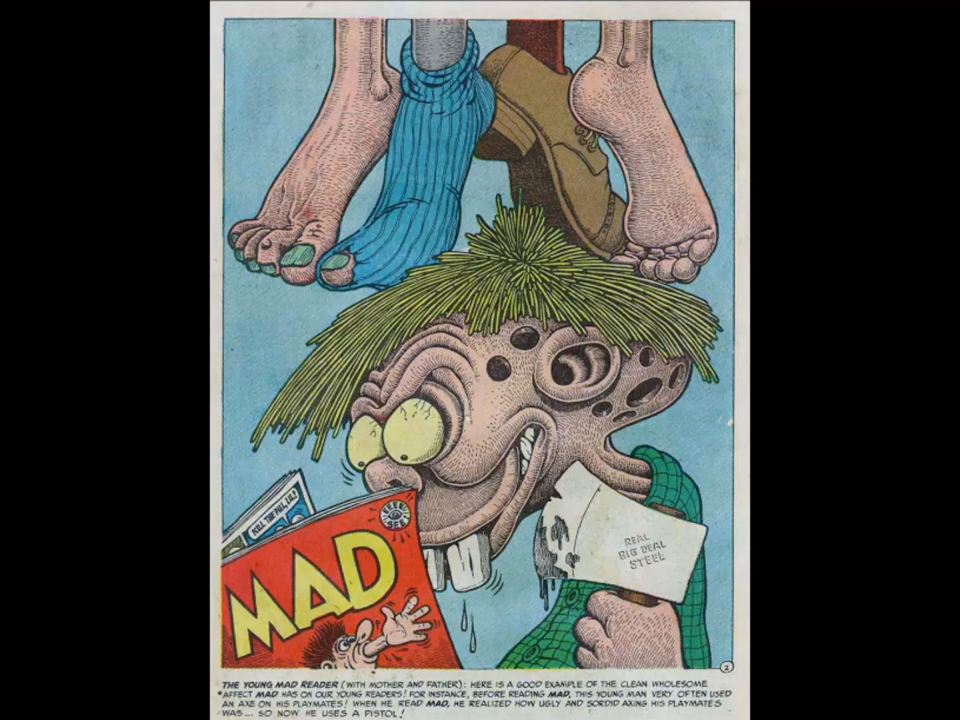 KILL THE PILL, LIL!
MAD
REAL
BIG DEAL
STEEL
2
THE YOUNG MAD READER (WITH MOTHER AND FATHER): HERE IS A GOOD EXAMPLE OF THE CLEAN WHOLESOME
*AFFECT MAD HAS ON OUR YOUNG READERS! FOR INSTANCE, BEFORE READING MAD, THIS YOUNG MAN VERY OFTEN USED
AN AXE ON HIS PLAYMATES! WHEN HE READ MAD, HE REALIZED HOW UGLY AND SORDID AXING HIS PLAYMATES
WAS... SO NOW HE USES A PISTOL!